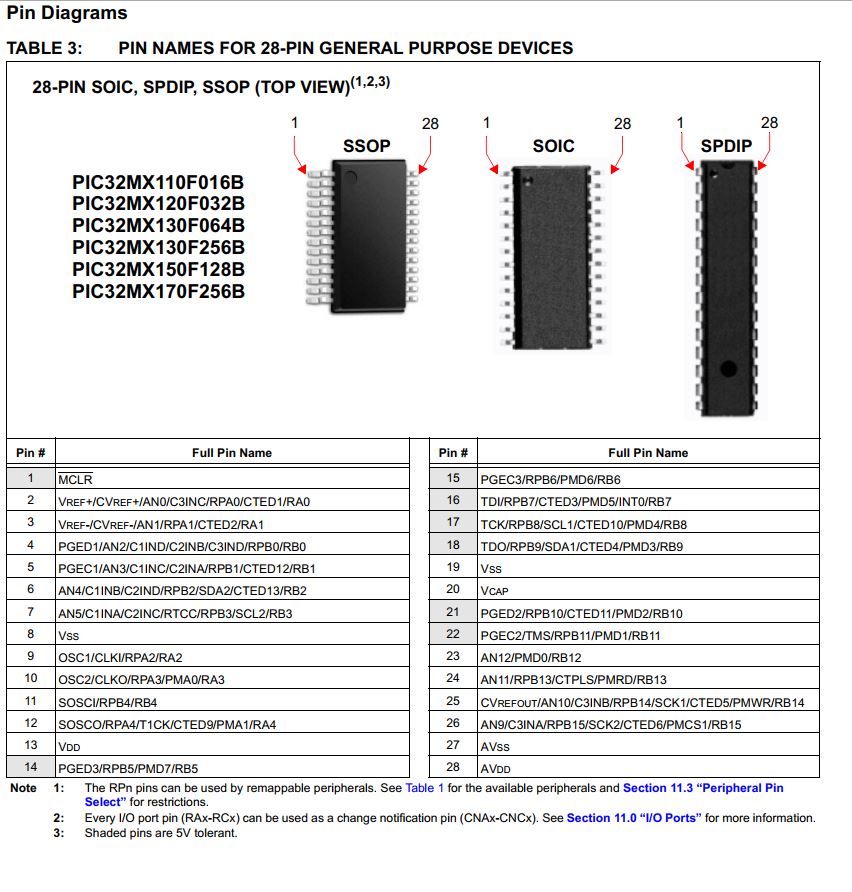 Pin Diagrams
TABLE 3: PIN NAMES FOR 28-PIN GENERAL PURPOSE DEVICES
28-PIN SOIC, SPDIP, SSOP (TOP VIEW)(1,2,3)
1 28 1 28 1 28
SSOP SOIC SPDIP
PIC32MX110F016B
PIC32MX120F032B
PIC32MX130F064B
PIC32MX130F256B
PIC32MX150F128B
PIC32MX170F256B
Pin # Full Pin Name Pin # Full Pin Name
1 MCLR 15 PGEC3/RPB6/PMD6/RB6
2 VREF+/CVREF+/AN0/C3INC/RPA0/CTED1/RA0 16 TDI/RPB7/CTED3/PMD5/INT0/RB7
3 VREF-/CVREF-/AN1/RPA1/CTED2/RA1 17 TCK/RPB8/SCL1/CTED10/PMD4/RB8
4 PGED1/AN2/C1IND/C2INB/C3IND/RPB0/RB0 18 TDO/RPB9/SDA1/CTED4/PMD3/RB9
5 PGEC1/AN3/C1INC/C2INA/RPB1/CTED12/RB1 19 VSS
6 AN4/C1INB/C2IND/RPB2/SDA2/CTED13/RB2 20 VCAP
7 AN5/C1INA/C2INC/RTCC/RPB3/SCL2/RB3 21 PGED2/RPB10/CTED11/PMD2/RB10
8 VSS 22 PGEC2/TMS/RPB11/PMD1/RB11
9 OSC1/CLKI/RPA2/RA2 23 AN12/PMD0/RB12
10 OSC2/CLKO/RPA3/PMA0/RA3 24 AN11/RPB13/CTPLS/PMRD/RB13
11 SOSCI/RPB4/RB4 25 CVREFOUT/AN10/C3INB/RPB14/SCK1/CTED5/PMWR/RB14
12 SOSCO/RPA4/T1CK/CTED9/PMA1/RA4 26 AN9/C3INA/RPB15/SCK2/CTED6/PMCS1/RB15
13 VDD 27 AVSS
14 PGED3/RPB5/PMD7/RB5 28 AVDD
Note 1: The RPn pins can be used by remappable peripherals. See Table 1 for the available peripherals and Section 11.3 “Peripheral Pin
Select” for restrictions.
2: Every I/O port pin (RAx-RCx) can be used as a change notification pin (CNAx-CNCx). See Section 11.0 “I/O Ports” for more information.
3: Shaded pins are 5V tolerant.